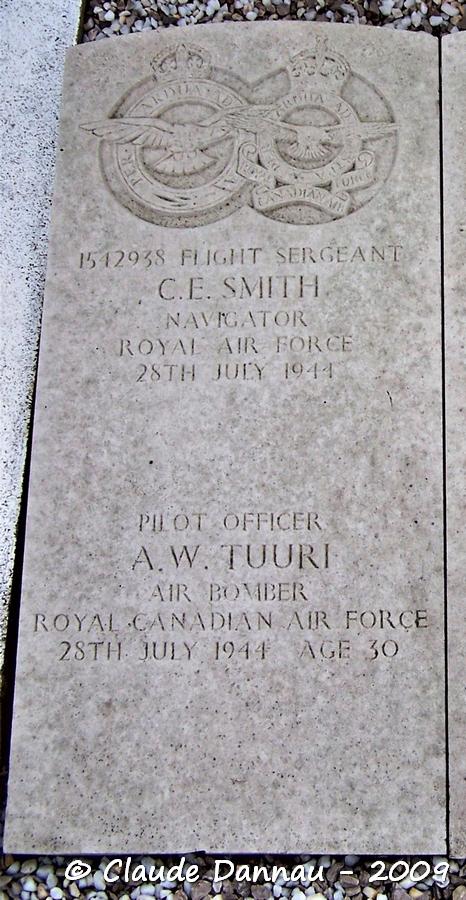 1542938 FLIGHT SERGEANT
C.E. SMITH
NAVIGATOR
ROYAL AIR FORCE
28TH JULY 1944
PILOT OFFICER
A.W. TUURI
AIR BOMBER
ROYAL CANADIAN AIR FORCE
28TH JULY 1944 AGE 30
© Claude Dannau - 2009